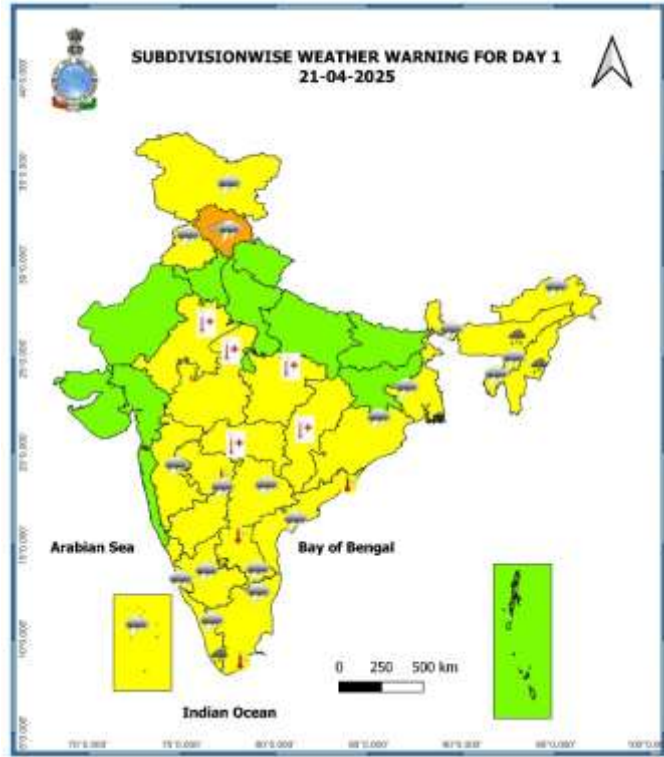 SUBDIVISIONWISE WEATHER WARNING FOR DAY 1
21-04-2025
Arabian Sea
Bay of Bengal
0 250 500 km
Indian Ocean